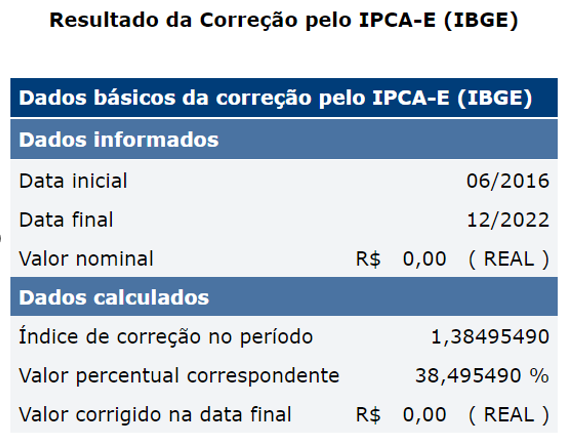 Resultado da Correção pelo IPCA-E (IBGE)
Dados básicos da correção pelo IPCA-E (IBGE)
Dados informados
Data inicial 06/2016
Data final 12/2022
Valor nominal R$ 0,00 ( REAL )
Dados calculados
Índice de correção no período 1,38495490
Valor percentual correspondente 38,495490 %
Valor corrigido na data final R$ 0,00 ( REAL )